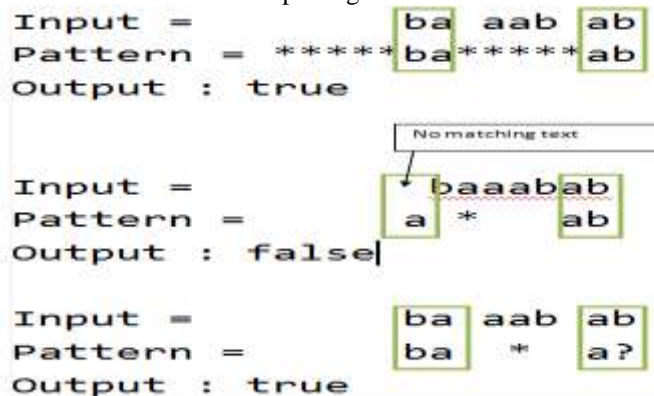 Input = ba aab ab
Pattern = *****ba*****ab
Output : true
No matching text
Input = baaabab
Pattern = a * ab
Output : false
Input = ba aab ab
Pattern = ba * a?
Output : true